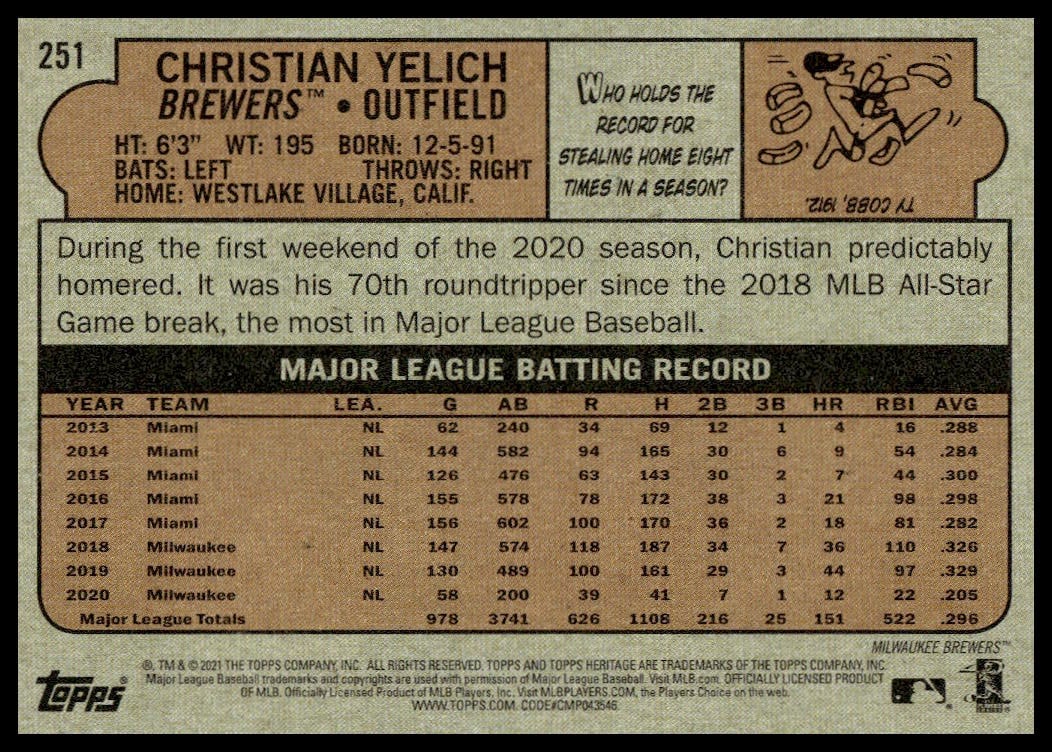 251
CHRISTIAN YELICH
BREWERS™ • OUTFIELD
HT: 6'3" WT: 195 BORN: 12-5-91
BATS: LEFT THROWS: RIGHT
HOME: WESTLAKE VILLAGE, CALIF.
WHO HOLDS THE
RECORD FOR
STEALING HOME EIGHT
TIMES IN A SEASON?
TY COBB, 1912.
During the first weekend of the 2020 season, Christian predictably
homered. It was his 70th roundtripper since the 2018 MLB All-Star
Game break, the most in Major League Baseball.
MAJOR LEAGUE BATTING RECORD
YEAR TEAM LEA. G AB R H 2B 3B HR RBI AVG
2013 Miami NL 62 240 34 69 12 1 4 16 .288
2014 Miami NL 144 582 94 165 30 6 9 54 .284
2015 Miami NL 126 476 63 143 30 2 7 44 .300
2016 Miami NL 155 578 78 172 38 3 21 98 .298
2017 Miami NL 156 602 100 170 36 2 18 81 .282
2018 Milwaukee NL 147 574 118 187 34 7 36 110 .326
2019 Milwaukee NL 130 489 100 161 29 3 44 97 .329
2020 Milwaukee NL 58 200 39 41 7 1 12 22 .205
Major League Totals 978 3741 626 1108 216 25 151 522 .296
MILWAUKEE BREWERS™
®, TM & © 2021 THE TOPPS COMPANY, INC. ALL RIGHTS RESERVED. TOPPS AND TOPPS HERITAGE ARE TRADEMARKS OF THE TOPPS COMPANY, INC.
Major League Baseball trademarks and copyrights are used with permission of Major League Baseball. Visit MLB.com. OFFICIALLY LICENSED PRODUCT
OF MLB. Officially Licensed Product of MLB Players, Inc. Visit MLBPLAYERS.COM, the Players Choice on the web.
WWW.TOPPS.COM. CODE#CMP043546.
topps®